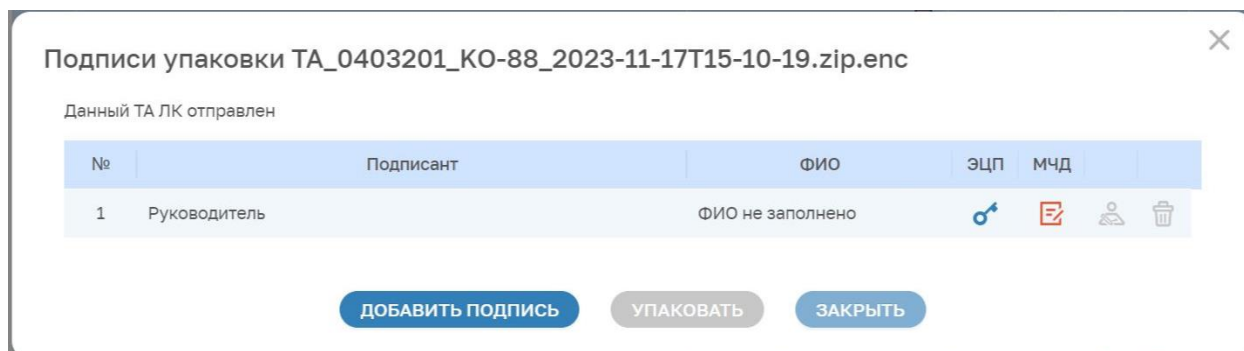 Подписи упаковки TA_0403201_KO-88_2023-11-17T15-10-19.zip.enc
Данный ТА ЛК отправлен
№ Подписант ФИО ЭЦП МЧД
1 Руководитель ФИО не заполнено
ДОБАВИТЬ ПОДПИСЬ УПАКОВАТЬ ЗАКРЫТЬ